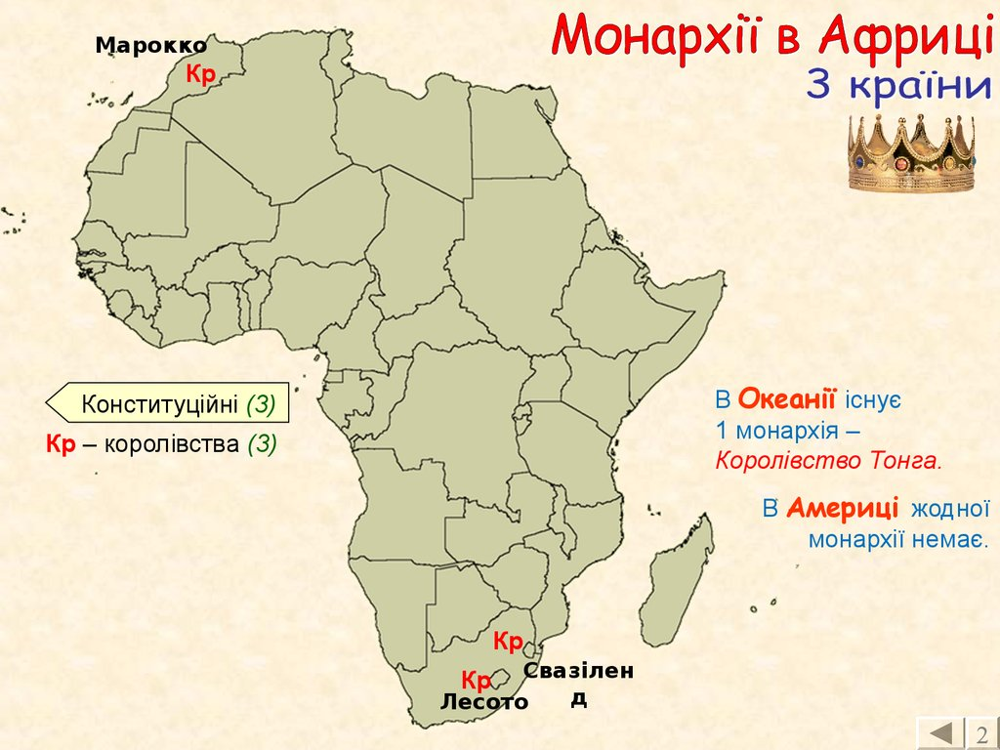 Монархії в Африці
3 країни
Марокко
Кр
Конституційні (3)
Кр – королівства (3)
В Океанії існує
1 монархія –
Королівство Тонга.
В Америці жодної
монархії немає.
Кр
Свазілен
д
Кр
Лесото
2